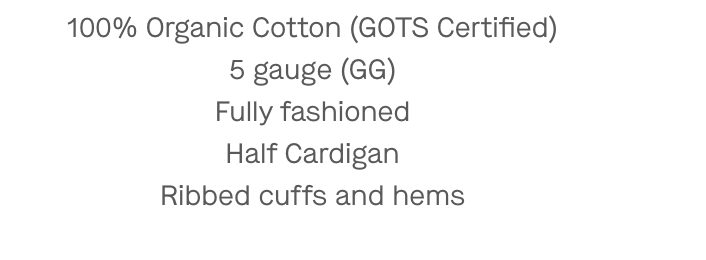 100% Organic Cotton (GOTS Certified)
5 gauge (GG)
Fully fashioned
Half Cardigan
Ribbed cuffs and hems